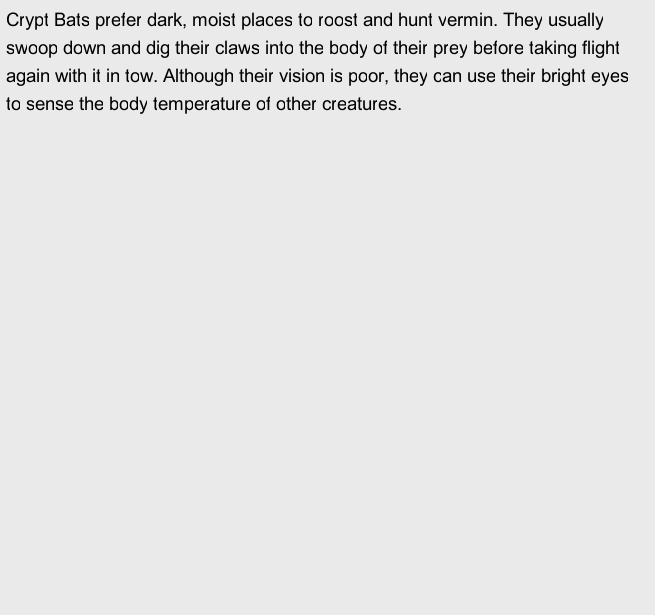 Crypt Bats prefer dark, moist places to roost and hunt vermin. They usually
swoop down and dig their claws into the body of their prey before taking flight
again with it in tow. Although their vision is poor, they can use their bright eyes
to sense the body temperature of other creatures.